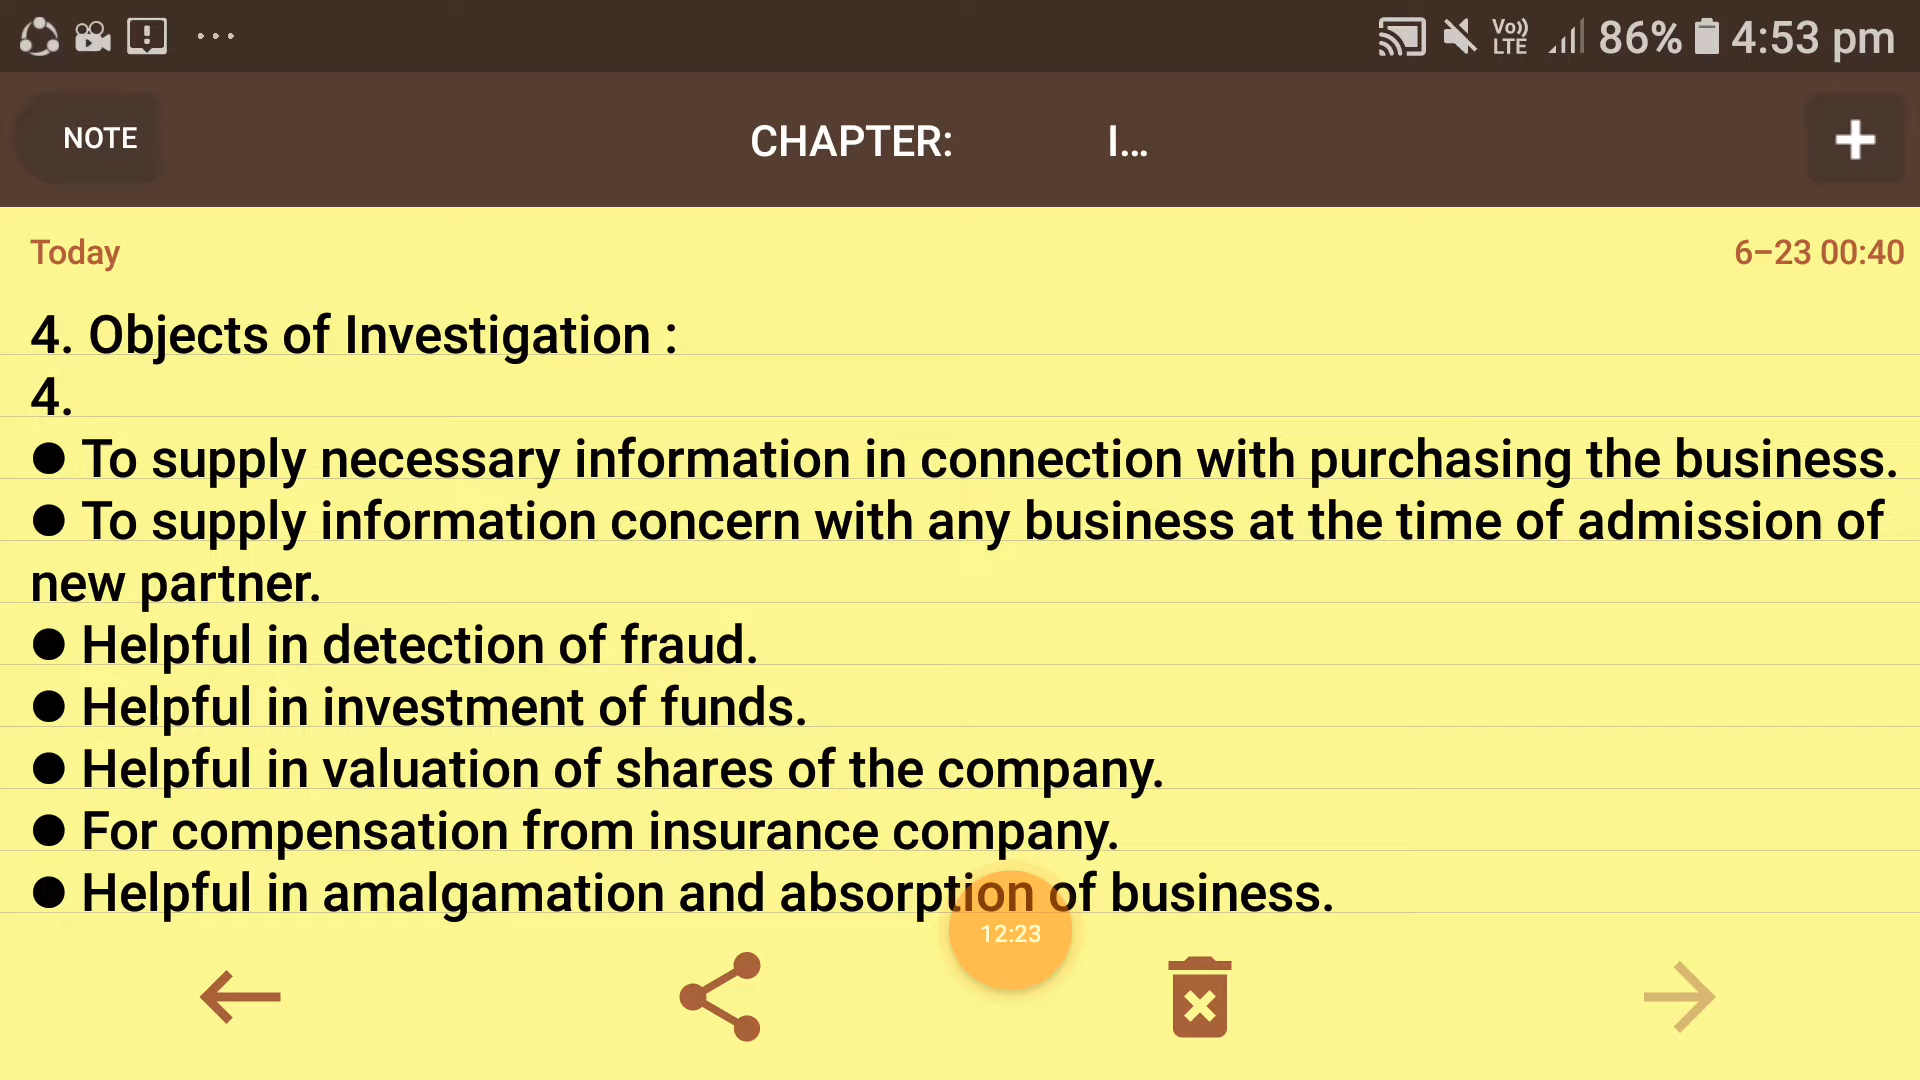 Vo)) LTE 86% 4:53 pm
NOTE CHAPTER: I... +
Today 6–23 00:40
4. Objects of Investigation :
4.
● To supply necessary information in connection with purchasing the business.
● To supply information concern with any business at the time of admission of
new partner.
● Helpful in detection of fraud.
● Helpful in investment of funds.
● Helpful in valuation of shares of the company.
● For compensation from insurance company.
● Helpful in amalgamation and absorption of business.
12:23